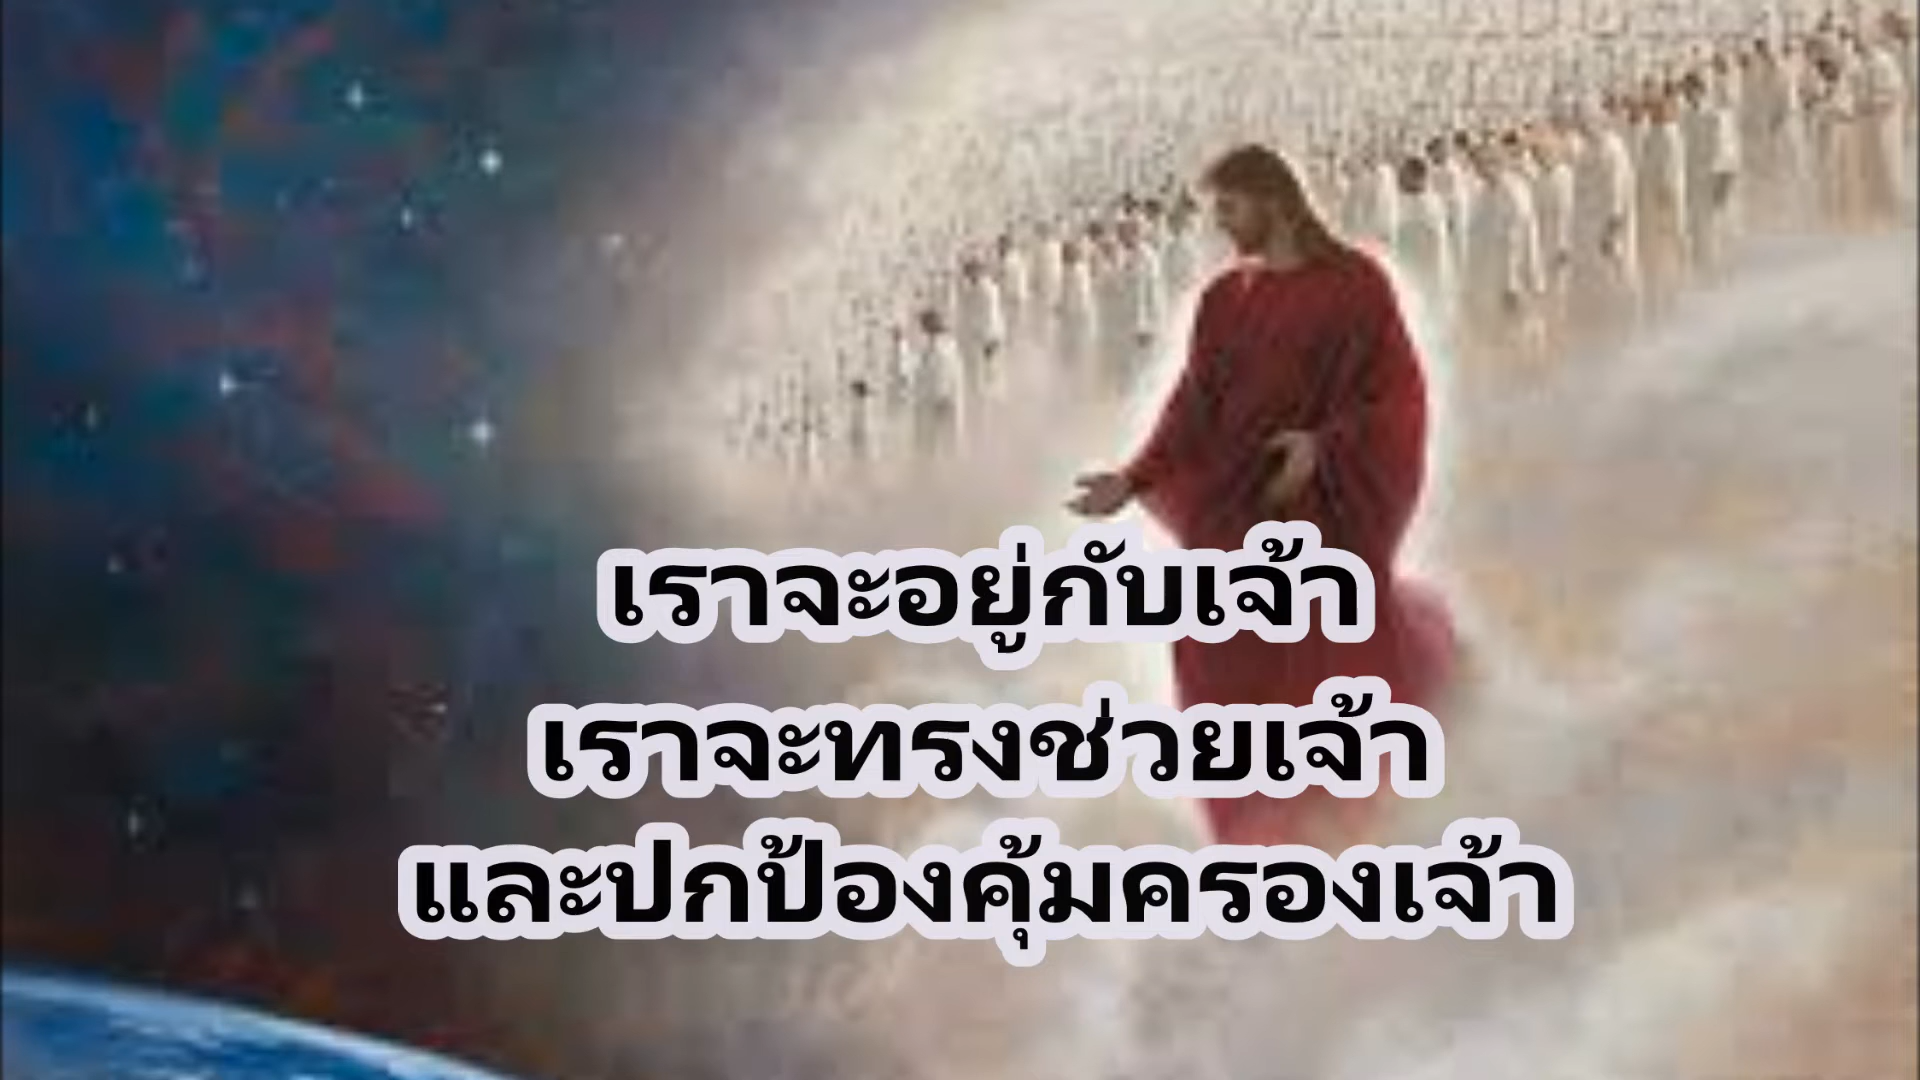 เราจะอยู่กับเจ้า
เราจะทรงช่วยเจ้า
และปกป้องคุ้มครองเจ้า